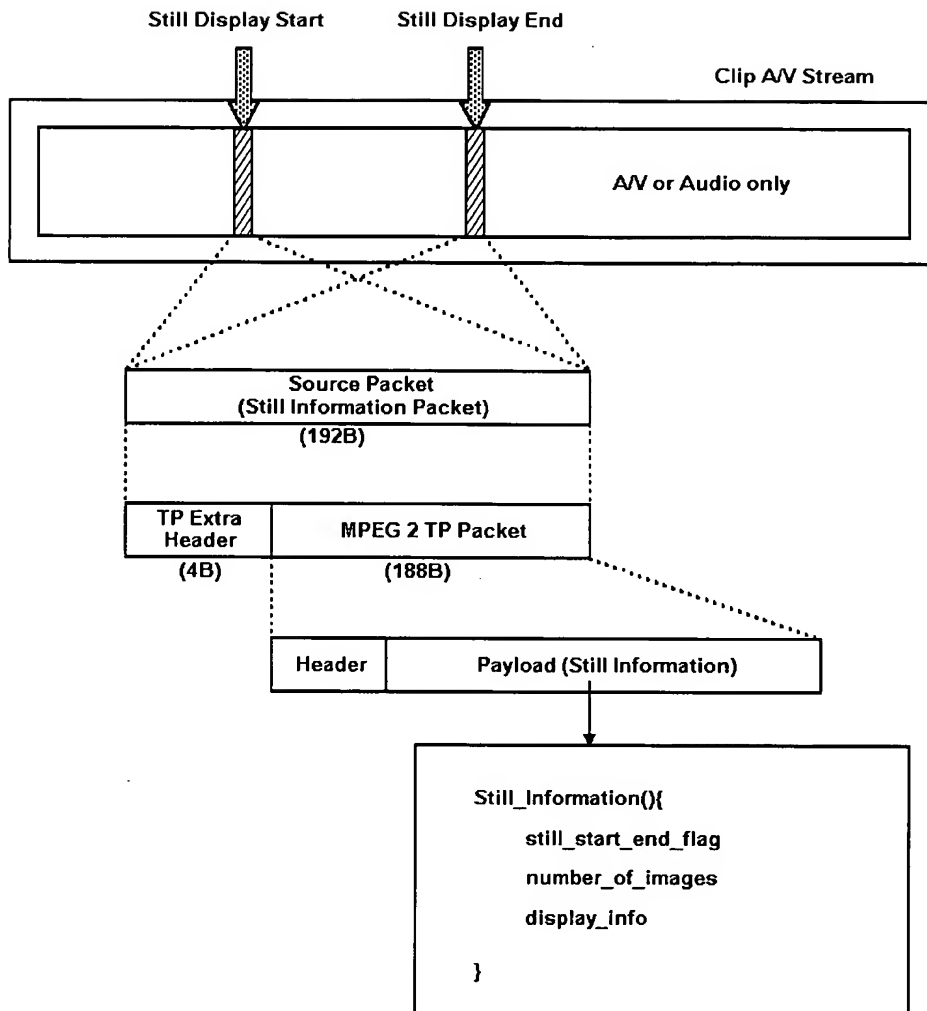 Still Display Start
Still Display End
Clip A/V Stream
A/V or Audio only
Source Packet
(Still Information Packet)
(192B)
TP Extra
Header
MPEG 2 TP Packet
(4B)
(188B)
Header
Payload (Still Information)
Still_Information(){
still_start_end_flag
number_of_images
display_info
}